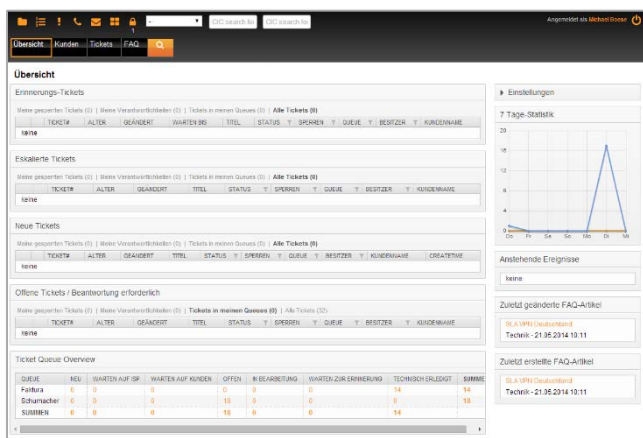 Angemeldet als Michael Boese
1
- CIC search for CIC search for
Übersicht Kunden Tickets FAQ
Übersicht
Erinnerungs-Tickets
Meine gesperrten Tickets (0) | Meine Verantwortlichkeiten (0) | Tickets in meinen Queues (0) | Alle Tickets (0)
TICKET# ALTER GEÄNDERT WARTEN BIS TITEL STATUS SPERREN QUEUE BESITZER KUNDENNAME
keine
Eskalierte Tickets
Meine gesperrten Tickets (0) | Meine Verantwortlichkeiten (0) | Tickets in meinen Queues (0) | Alle Tickets (0)
TICKET# ALTER GEÄNDERT TITEL STATUS SPERREN QUEUE BESITZER KUNDENNAME
keine
Neue Tickets
Meine gesperrten Tickets (0) | Meine Verantwortlichkeiten (0) | Tickets in meinen Queues (0) | Alle Tickets (0)
TICKET# ALTER GEÄNDERT TITEL STATUS SPERREN QUEUE BESITZER KUNDENNAME CREATETIME
keine
Offene Tickets / Beantwortung erforderlich
Meine gesperrten Tickets (0) | Meine Verantwortlichkeiten (0) | Tickets in meinen Queues (0) | Alle Tickets (32)
TICKET# ALTER GEÄNDERT TITEL STATUS SPERREN QUEUE BESITZER KUNDENNAME
keine
Ticket Queue Overview
QUEUE NEU WARTEN AUF ISP WARTEN AUF KUNDEN OFFEN IN BEARBEITUNG WARTEN ZUR ERINNERUNG TECHNISCH ERLEDIGT SUMME
Faktura 0 0 0 0 0 0 14 14
Schumacher 0 0 0 18 0 0 0 18
SUMMEN 0 0 0 18 0 0 14
Einstellungen
7 Tage-Statistik
20
16
12
8
4
0
Do Fr Sa So Mo Di Mi
Anstehende Ereignisse
keine
Zuletzt geänderte FAQ-Artikel
SLA VPN Deutschland
Technik - 21.05.2014 10:11
Zuletzt erstellte FAQ-Artikel
SLA VPN Deutschland
Technik - 21.05.2014 10:11